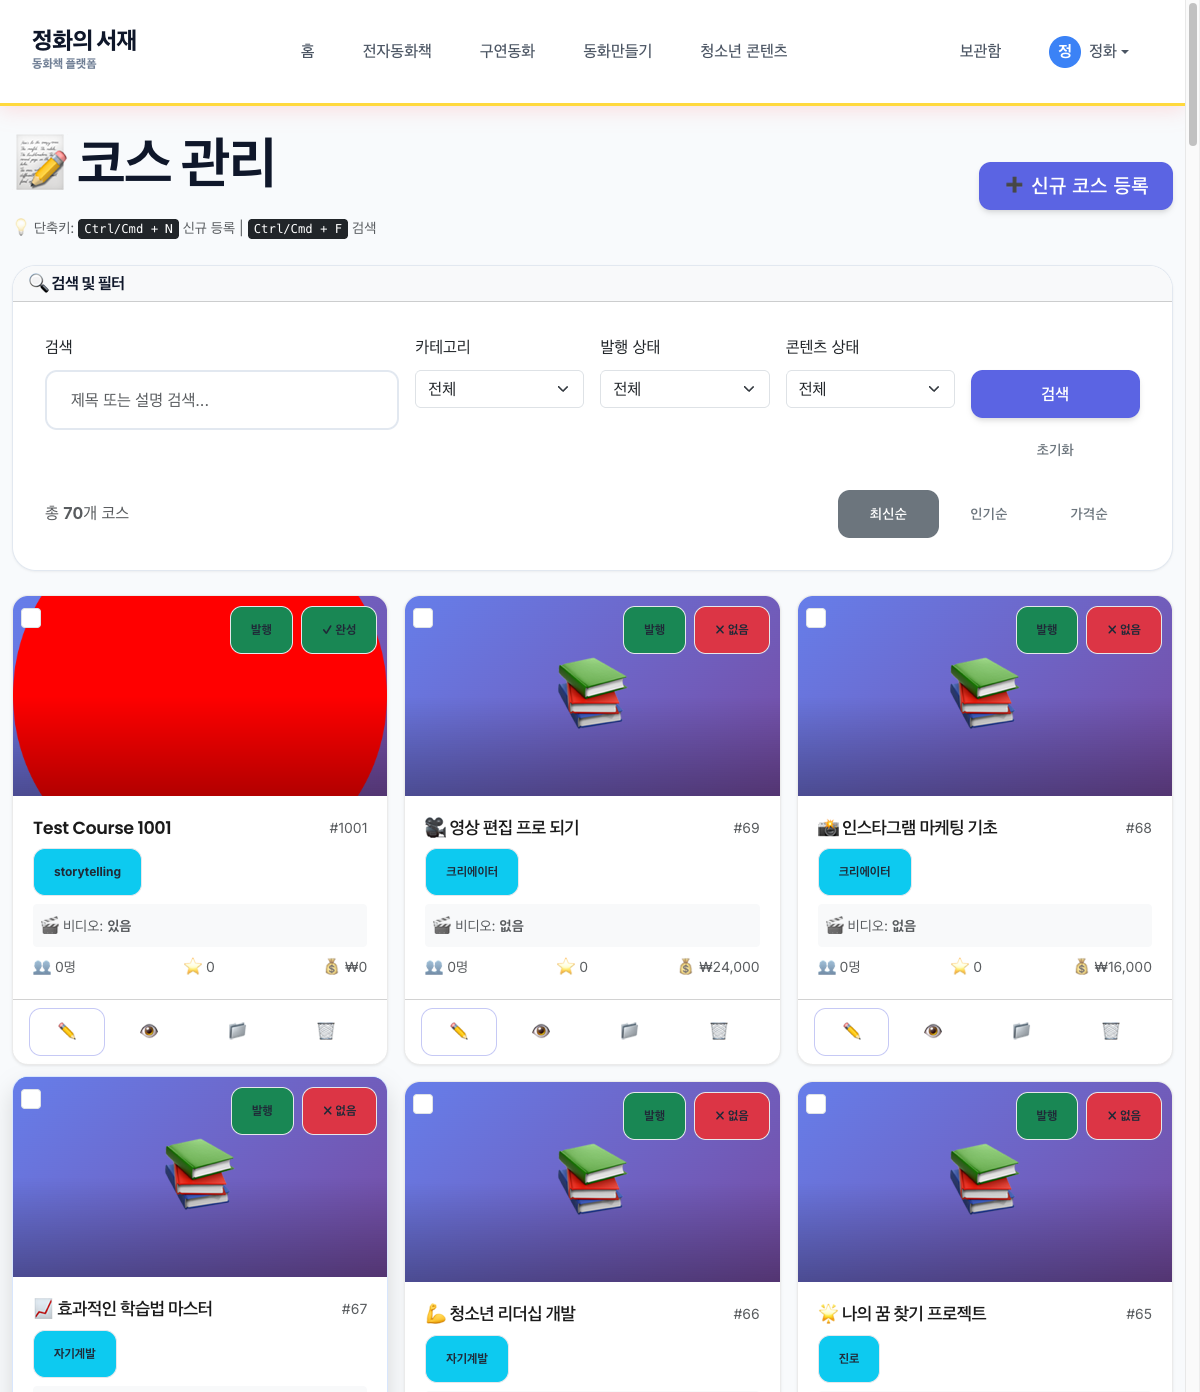 정화의 서재
동화책 플랫폼
홈
전자동화책
구연동화
동화만들기
청소년 콘텐츠
보관함
정
정화
코스 관리
단축키: Ctrl/Cmd + N 신규 등록 | Ctrl/Cmd + F 검색
신규 코스 등록
검색 및 필터
검색
카테고리
발행 상태
콘텐츠 상태
제목 또는 설명 검색...
전체
전체
전체
검색
초기화
총 70개 코스
최신순
인기순
가격순
발행
✓ 완성
Test Course 1001
#1001
storytelling
비디오: 있음
0명
0
₩0
발행
✕ 없음
영상 편집 프로 되기
#69
크리에이터
비디오: 없음
0명
0
₩24,000
발행
✕ 없음
인스타그램 마케팅 기초
#68
크리에이터
비디오: 없음
0명
0
₩16,000
발행
✕ 없음
효과적인 학습법 마스터
#67
자기계발
발행
✕ 없음
청소년 리더십 개발
#66
자기계발
발행
✕ 없음
나의 꿈 찾기 프로젝트
#65
진로